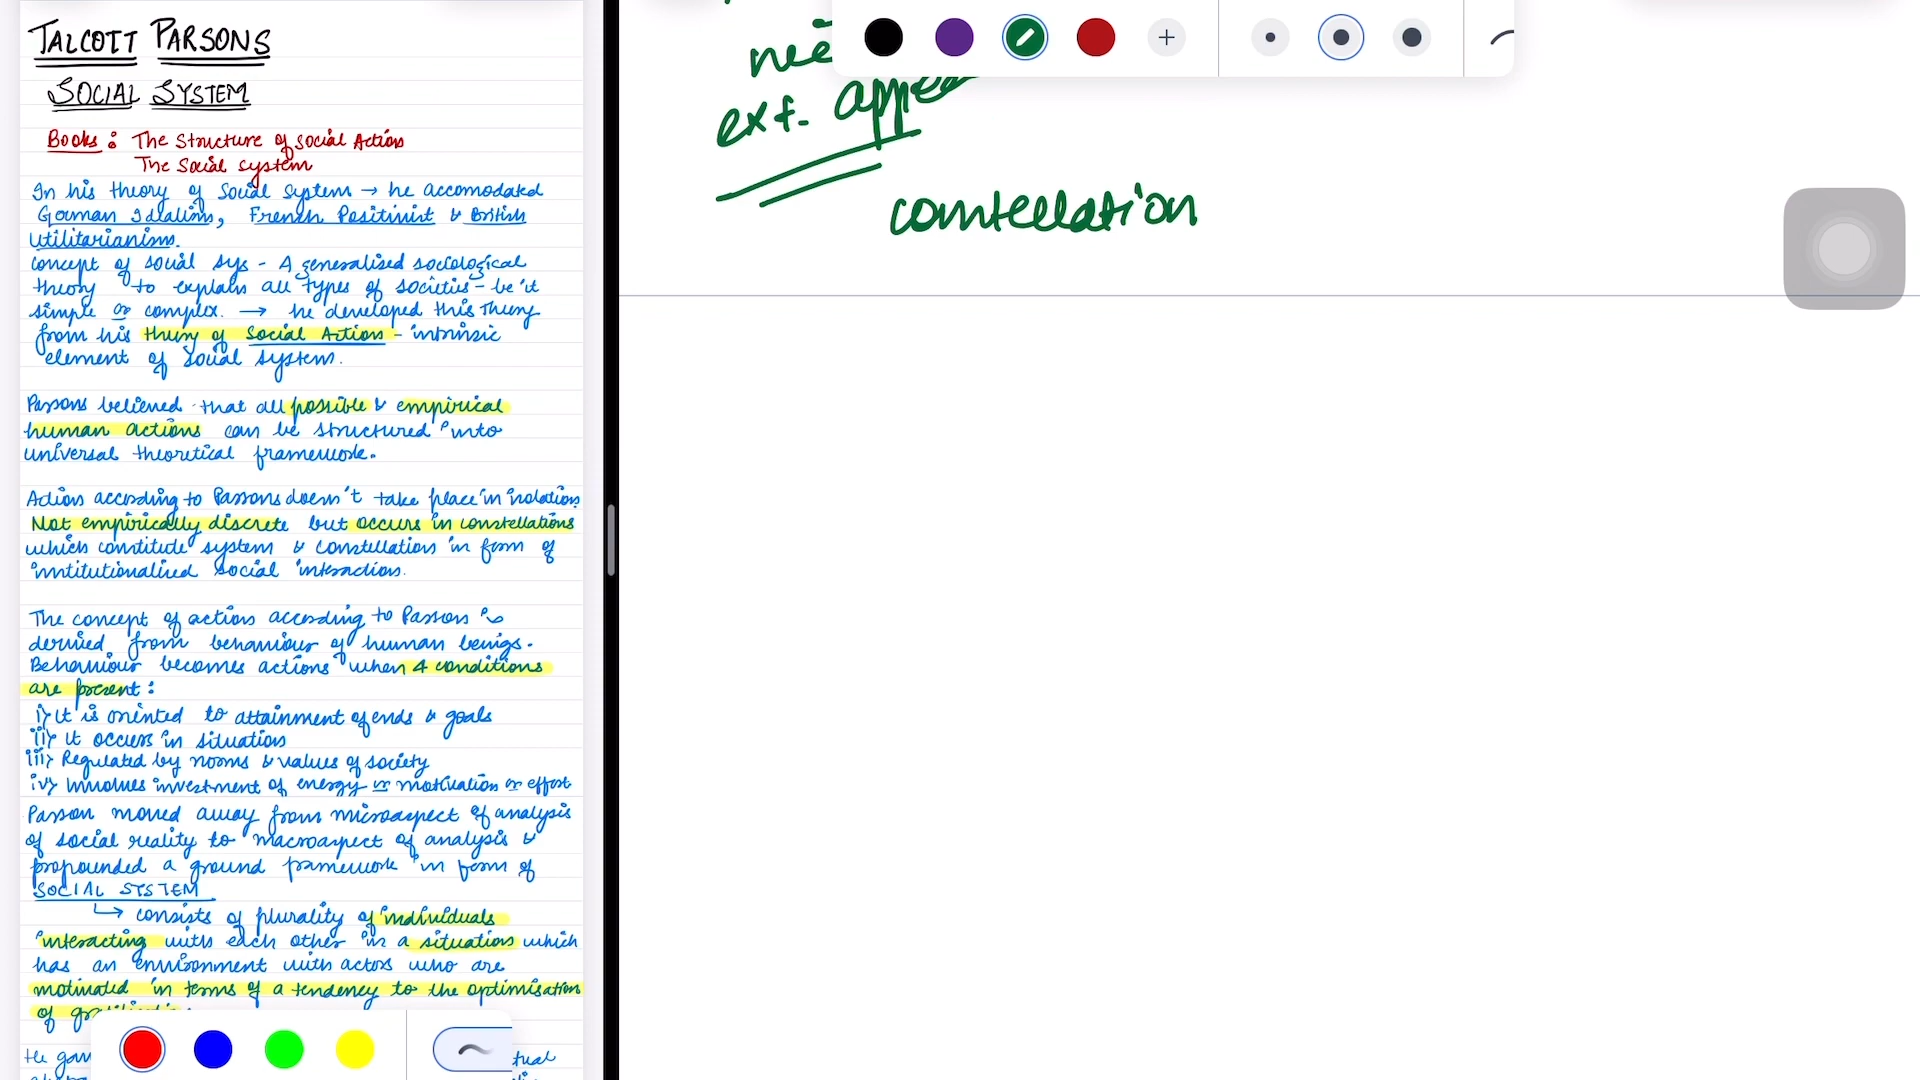 TALCOTT PARSONS
SOCIAL SYSTEM
Books : The Structure of Social Action
The Social System
In his theory of Social System → he accomodated
German Idealism, French Positivist & British
Utilitarianism.
Concept of Social sys - A generalised sociological
theory to explain all types of societies - be it
simple or complex. → he developed this theory
from his theory of Social Action - intrinsic
element of social system.
Parsons believed that all possible & empirical
human actions can be structured into
universal theoretical framework.
Action according to Parsons doesn't take place in isolation
Not empirically discrete but occurs in constellations
which constitute system & constellation in form of
institutionalised social interaction.
The concept of action according to Parson is
derived from behaviour of human beings.
Behaviour becomes actions when 4 conditions
are present :
i) It is oriented to attainment of ends & goals
ii) It occurs in situation
iii) Regulated by norms & values of society
iv) Involves investment of energy or motivation or effort
Parson moved away from microaspect of analysis
of social reality to macroaspect of analysis &
propounded a ground framework in form of
SOCIAL SYSTEM
↳ consists of plurality of individuals
interacting with each other in a situation which
has an environment with actors who are
motivated in terms of a tendency to the optimisation
of
He
ext.
constellation